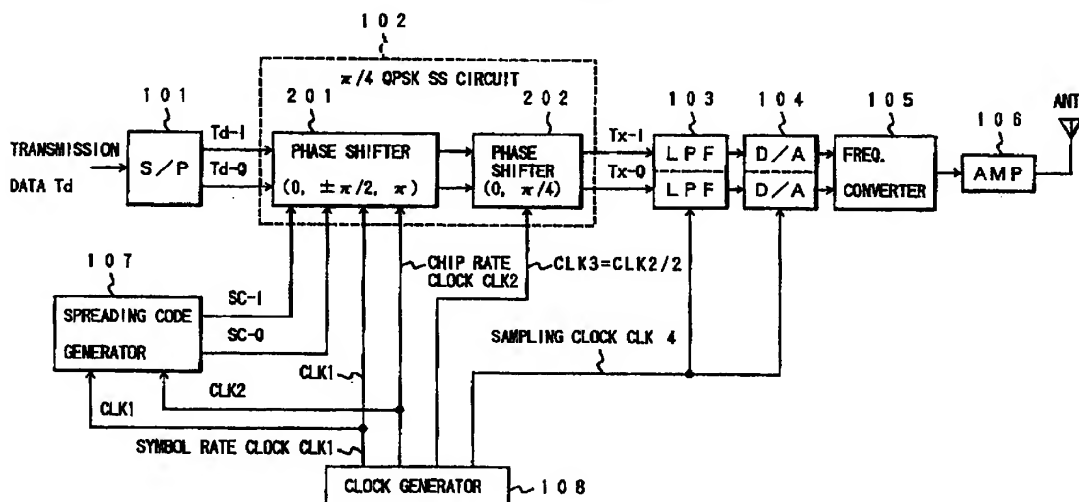 102
π/4 QPSK SS CIRCUIT
101
201
202
103
104
105
106
ANT
TRANSMISSION
DATA Td
S/P
Td-I
Td-Q
PHASE SHIFTER
(0, ±π/2, π)
PHASE
SHIFTER
(0, π/4)
Tx-I
Tx-Q
LPF
LPF
D/A
D/A
FREQ.
CONVERTER
AMP
107
SPREADING CODE
GENERATOR
SC-I
SC-Q
CHIP RATE
CLOCK CLK2
CLK3=CLK2/2
SAMPLING CLOCK CLK 4
CLK1
CLK2
CLK1
SYMBOL RATE CLOCK CLK1
CLOCK GENERATOR
108